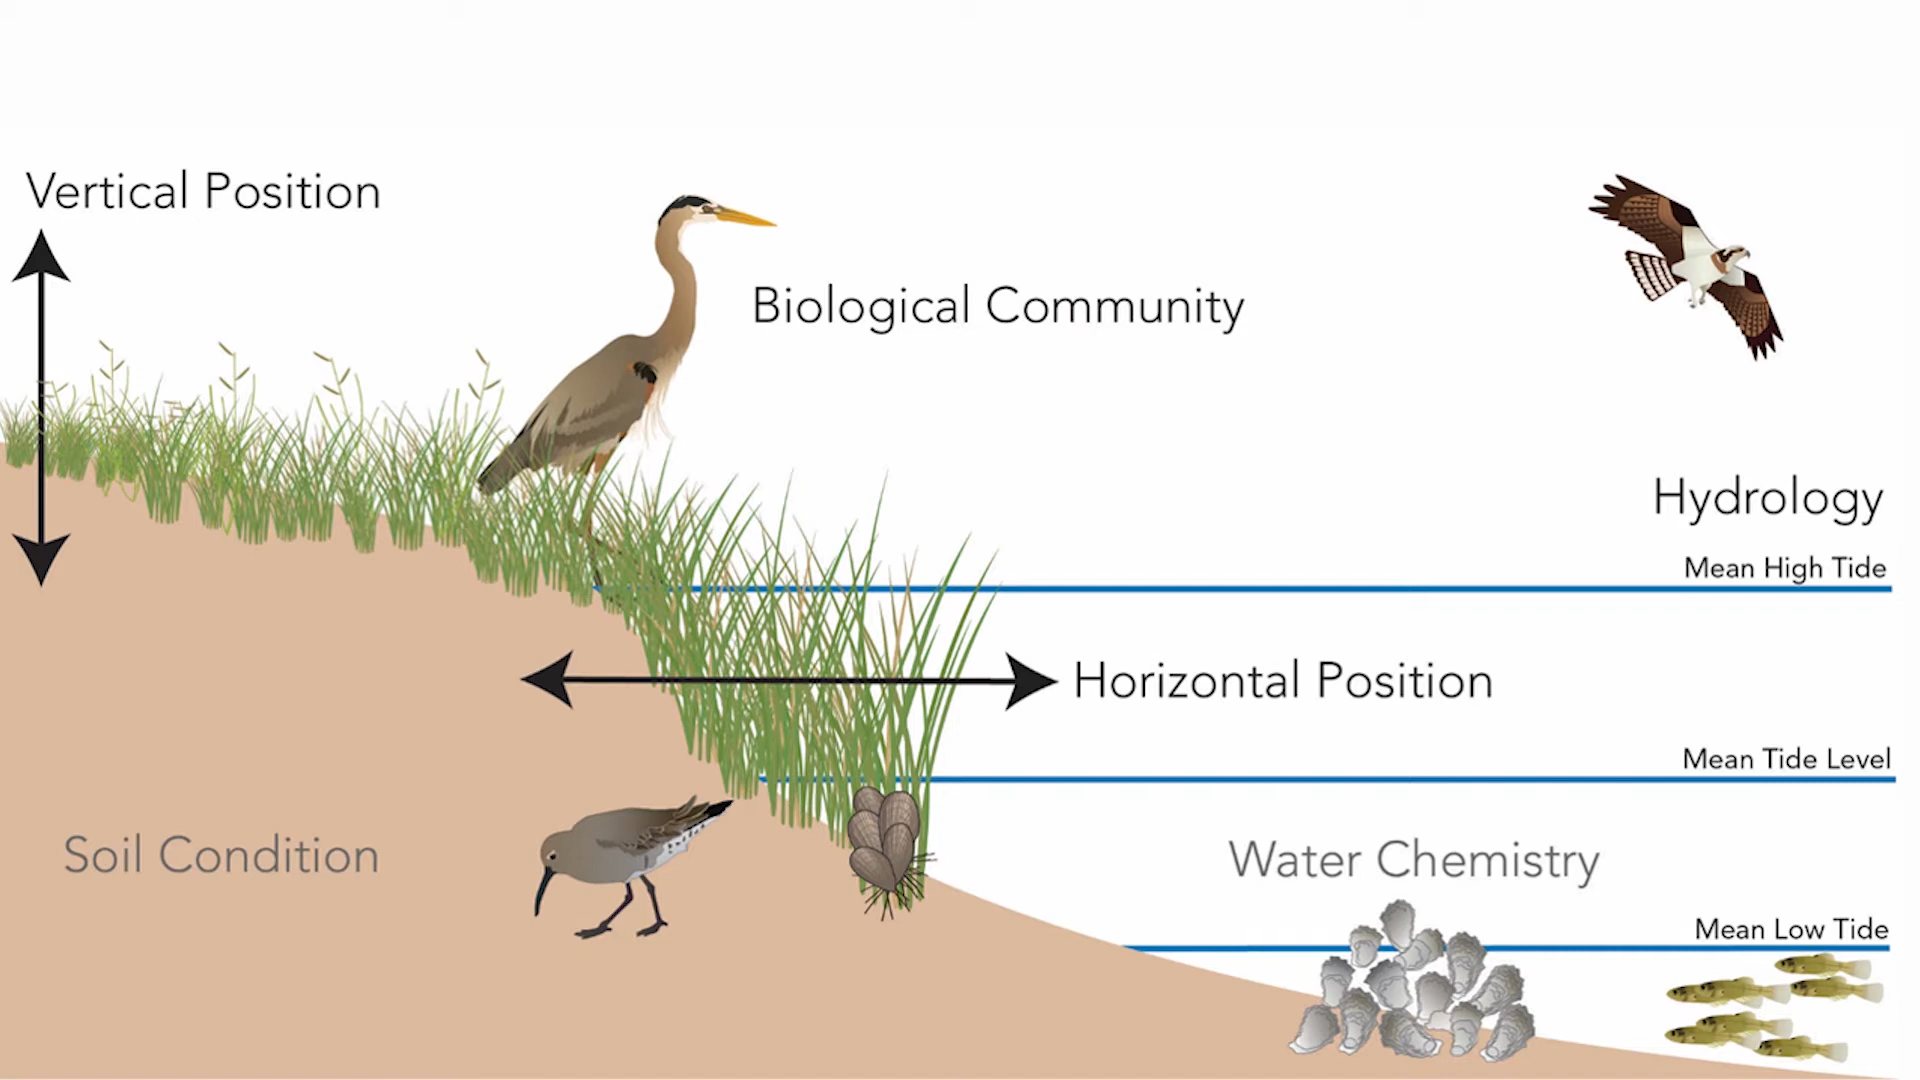 Vertical Position
Biological Community
Hydrology
Mean High Tide
Horizontal Position
Mean Tide Level
Soil Condition
Water Chemistry
Mean Low Tide